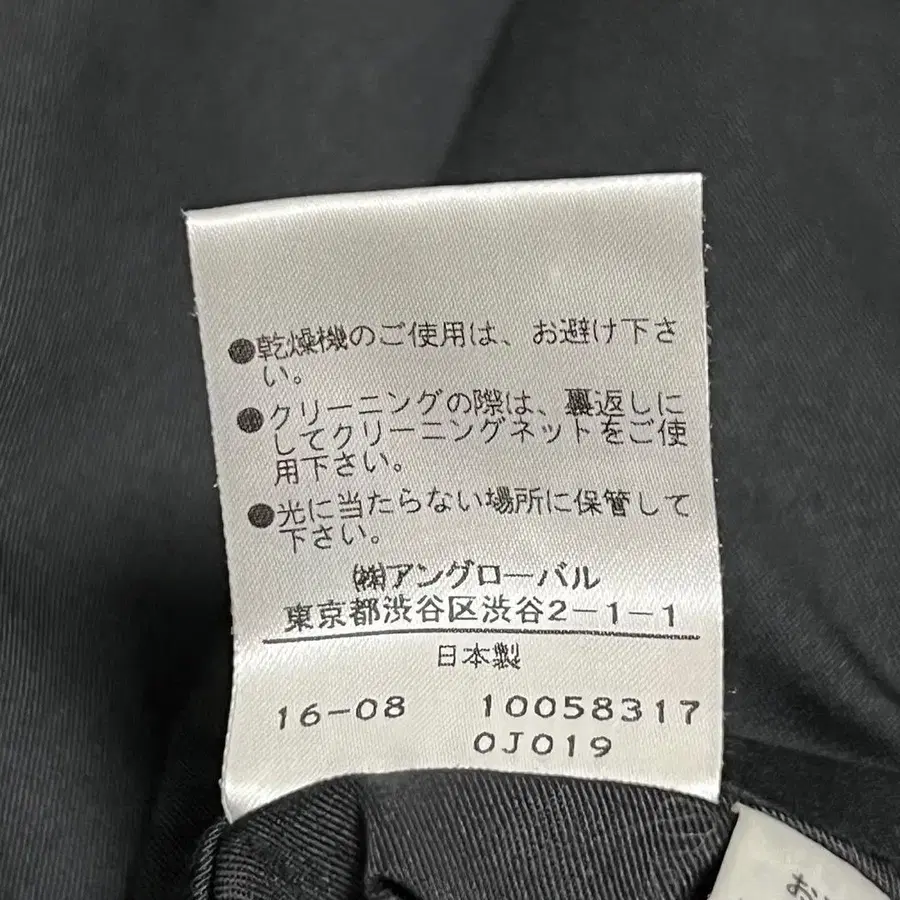 ●乾燥機のご使用は、お避け下さ
い。
●クリーニングの際は、裏返しに
してクリーニングネットをご使
用下さい。
●光に当たらない場所に保管して
下さい。
㈱アングローバル
東京都渋谷区渋谷2-1-1
日本製
16-08 10058317
0J019